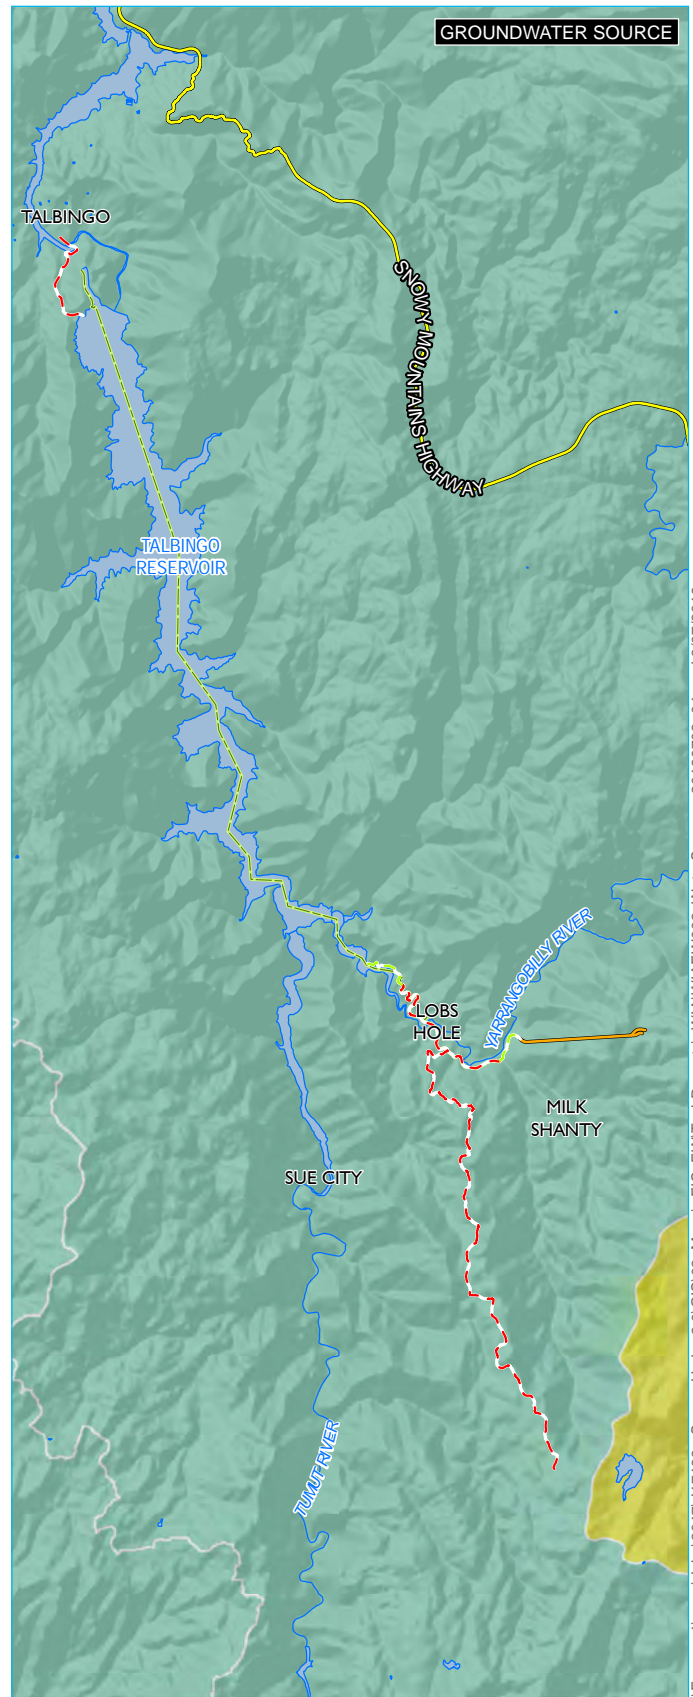 GROUNDWATER SOURCE
TALBINGO
SNOWY MOUNTAINS HIGHWAY
TALBINGO
RESERVOIR
YARRANGOBILLY RIVER
LOBS
HOLE
MILK
SHANTY
SUE CITY
TUMUT RIVER